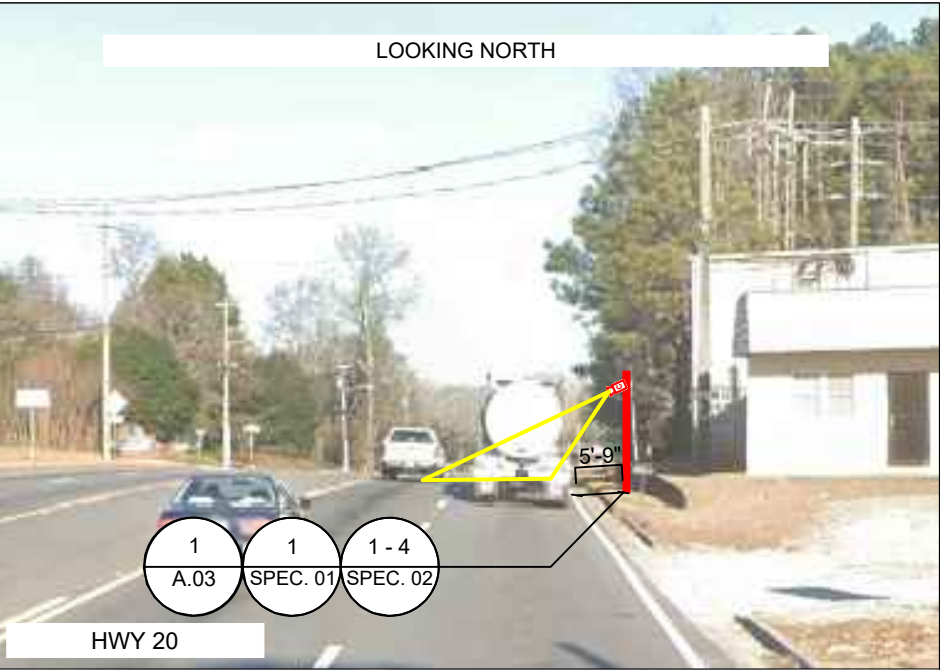 LOOKING NORTH
5'-9"
1
A.03
1
SPEC. 01
1 - 4
SPEC. 02
HWY 20